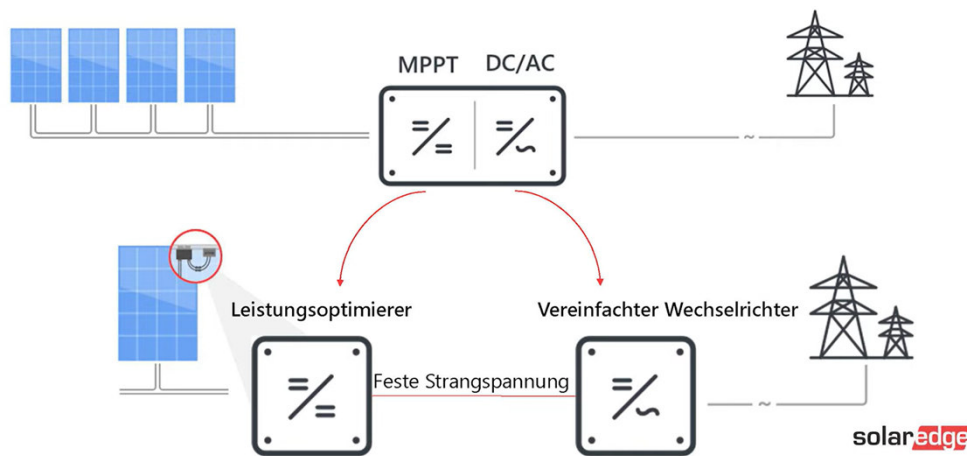 MPPT DC/AC
Leistungsoptimierer
Vereinfachter Wechselrichter
Feste Strangspannung
solaredge